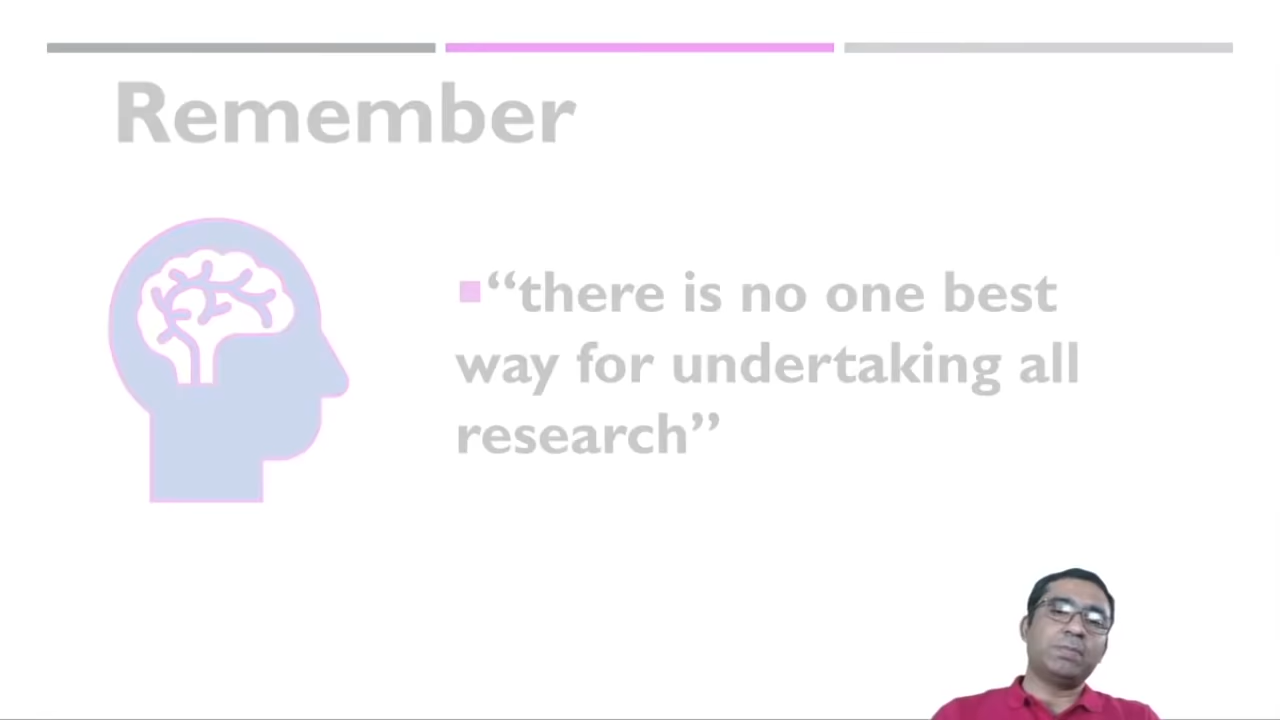 Remember
“there is no one best
way for undertaking all
research”